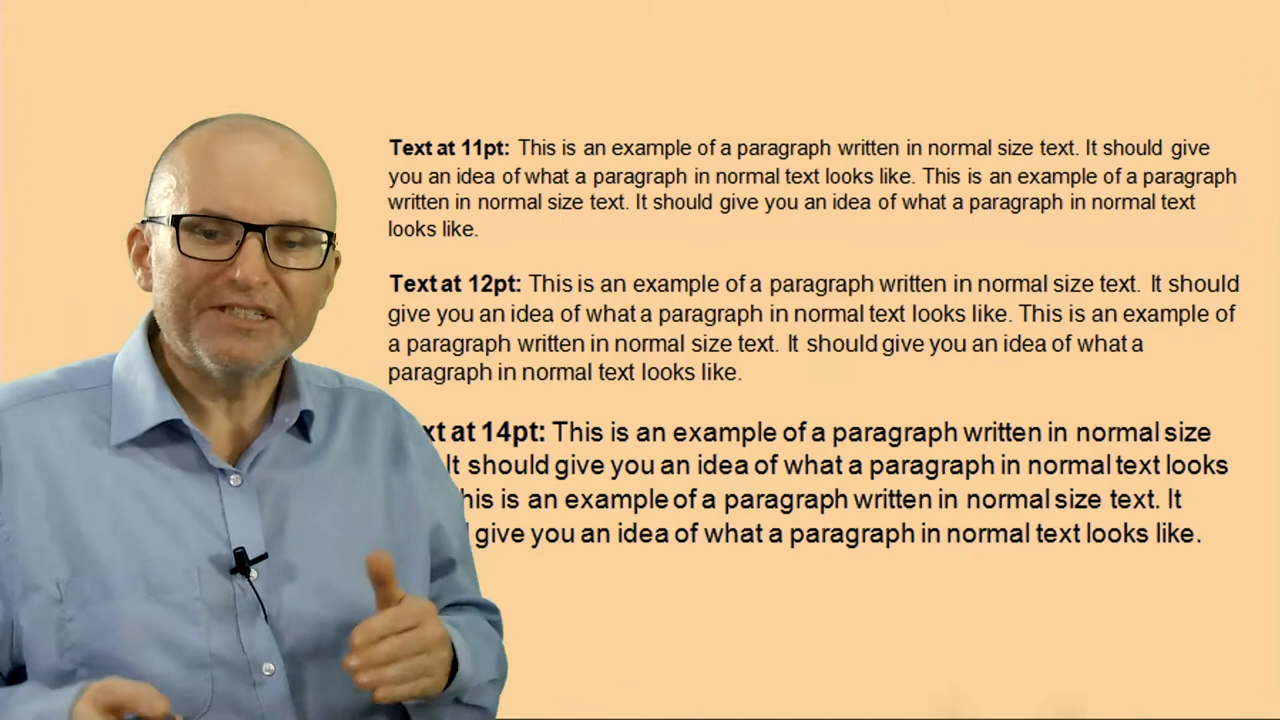 Text at 11pt: This is an example of a paragraph written in normal size text. It should give
you an idea of what a paragraph in normal text looks like. This is an example of a paragraph
written in normal size text. It should give you an idea of what a paragraph in normal text
looks like.
Text at 12pt: This is an example of a paragraph written in normal size text. It should
give you an idea of what a paragraph in normal text looks like. This is an example of
a paragraph written in normal size text. It should give you an idea of what a
paragraph in normal text looks like.
at 14pt: This is an example of a paragraph written in normal size
It should give you an idea of what a paragraph in normal text looks
is an example of a paragraph written in normal size text. It
give you an idea of what a paragraph in normal text looks like.